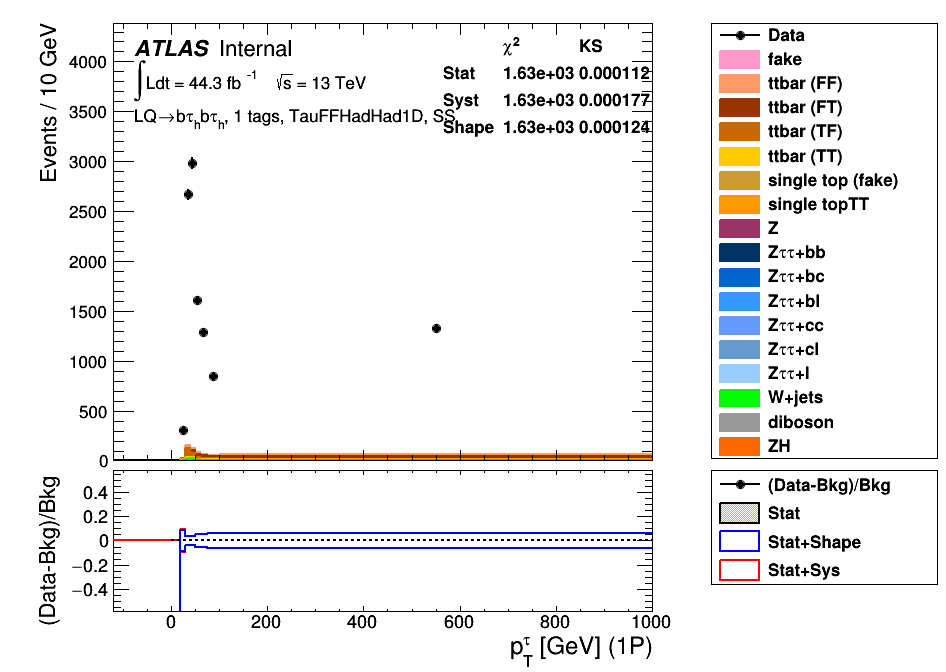 Events / 10 GeV
4000
3500
3000
2500
2000
1500
1000
500
0
ATLAS Internal
∫Ldt = 44.3 fb⁻¹ √s = 13 TeV
LQ→bτₕbτₕ, 1 tags, TauFFHadHad1D, SS,
χ² KS
Stat 1.63e+03 0.000112
Syst 1.63e+03 0.000177
Shape 1.63e+03 0.000124
Data
fake
ttbar (FF)
ttbar (FT)
ttbar (TF)
ttbar (TT)
single top (fake)
single topTT
Z
Zττ+bb
Zττ+bc
Zττ+bl
Zττ+cc
Zττ+cl
Zττ+l
W+jets
diboson
ZH
(Data-Bkg)/Bkg
0.4
0.2
0
−0.2
−0.4
0 200 400 600 800 1000
p_T^τ [GeV] (1P)
(Data-Bkg)/Bkg
Stat
Stat+Shape
Stat+Sys